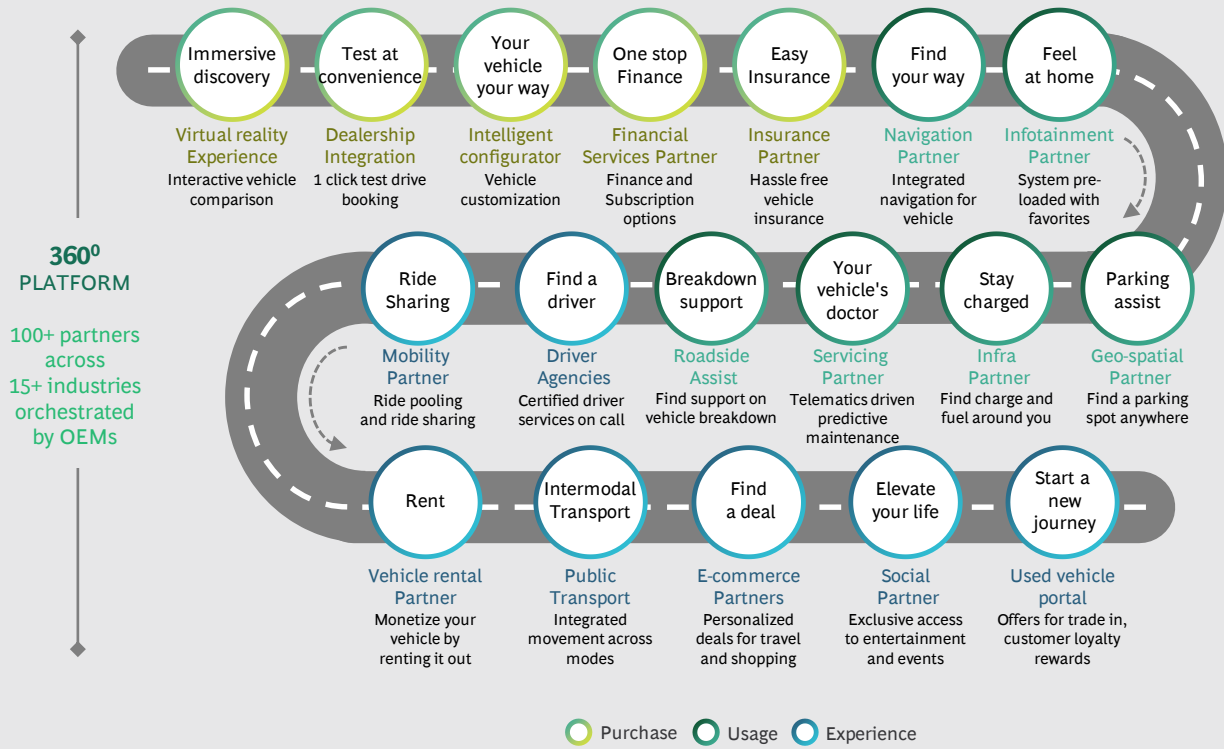 Immersive
discovery
Virtual reality
Experience
Interactive vehicle
comparison
Test at
convenience
Dealership
Integration
1 click test drive
booking
Your
vehicle
your way
Intelligent
configurator
Vehicle
customization
One stop
Finance
Financial
Services Partner
Finance and
Subscription
options
Easy
Insurance
Insurance
Partner
Hassle free
vehicle
insurance
Find
your way
Navigation
Partner
Integrated
navigation for
vehicle
Feel
at home
Infotainment
Partner
System pre-
loaded with
favorites
360⁰
PLATFORM
100+ partners
across
15+ industries
orchestrated
by OEMs
Ride
Sharing
Mobility
Partner
Ride pooling
and ride sharing
Find a
driver
Driver
Agencies
Certified driver
services on call
Breakdown
support
Roadside
Assist
Find support on
vehicle breakdown
Your
vehicle's
doctor
Servicing
Partner
Telematics driven
predictive
maintenance
Stay
charged
Infra
Partner
Find charge and
fuel around you
Parking
assist
Geo-spatial
Partner
Find a parking
spot anywhere
Rent
Vehicle rental
Partner
Monetize your
vehicle by
renting it out
Intermodal
Transport
Public
Transport
Integrated
movement across
modes
Find
a deal
E-commerce
Partners
Personalized
deals for travel
and shopping
Elevate
your life
Social
Partner
Exclusive access
to entertainment
and events
Start a
new
journey
Used vehicle
portal
Offers for trade in,
customer loyalty
rewards
Purchase
Usage
Experience